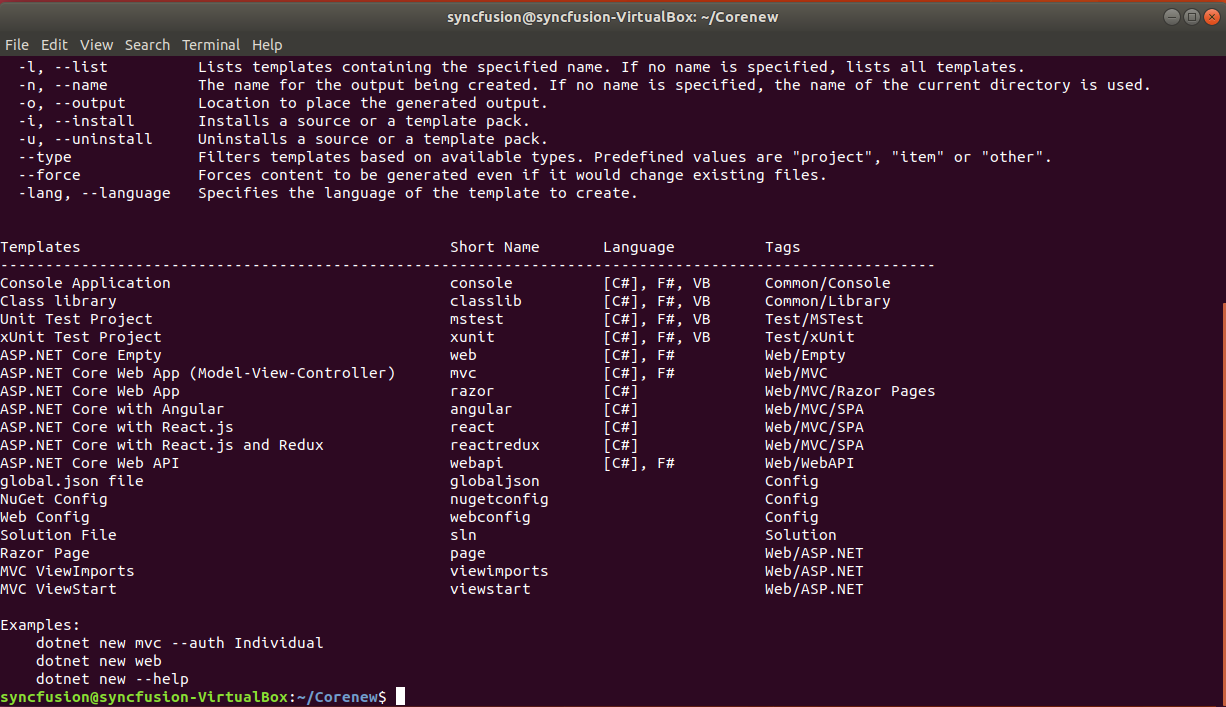 syncfusion@syncfusion-VirtualBox: ~/Corenew
File Edit View Search Terminal Help
-l, --list          Lists templates containing the specified name. If no name is specified, lists all templates.
-n, --name          The name for the output being created. If no name is specified, the name of the current directory is used.
-o, --output        Location to place the generated output.
-i, --install       Installs a source or a template pack.
-u, --uninstall     Uninstalls a source or a template pack.
--type              Filters templates based on available types. Predefined values are "project", "item" or "other".
--force             Forces content to be generated even if it would change existing files.
-lang, --language   Specifies the language of the template to create.
Templates                                         Short Name       Language          Tags
--------------------------------------------------------------------------------------------------------
Console Application                               console          [C#], F#, VB      Common/Console
Class library                                     classlib         [C#], F#, VB      Common/Library
Unit Test Project                                 mstest           [C#], F#, VB      Test/MSTest
xUnit Test Project                                xunit            [C#], F#, VB      Test/xUnit
ASP.NET Core Empty                                web              [C#], F#          Web/Empty
ASP.NET Core Web App (Model-View-Controller)      mvc              [C#], F#          Web/MVC
ASP.NET Core Web App                              razor            [C#]              Web/MVC/Razor Pages
ASP.NET Core with Angular                         angular          [C#]              Web/MVC/SPA
ASP.NET Core with React.js                        react            [C#]              Web/MVC/SPA
ASP.NET Core with React.js and Redux              reactredux       [C#]              Web/MVC/SPA
ASP.NET Core Web API                              webapi           [C#], F#          Web/WebAPI
global.json file                                  globaljson                         Config
NuGet Config                                      nugetconfig                        Config
Web Config                                        webconfig                          Config
Solution File                                     sln                                Solution
Razor Page                                        page                               Web/ASP.NET
MVC ViewImports                                   viewimports                        Web/ASP.NET
MVC ViewStart                                     viewstart                          Web/ASP.NET
Examples:
dotnet new mvc --auth Individual
dotnet new web
dotnet new --help
syncfusion@syncfusion-VirtualBox:~/Corenew$